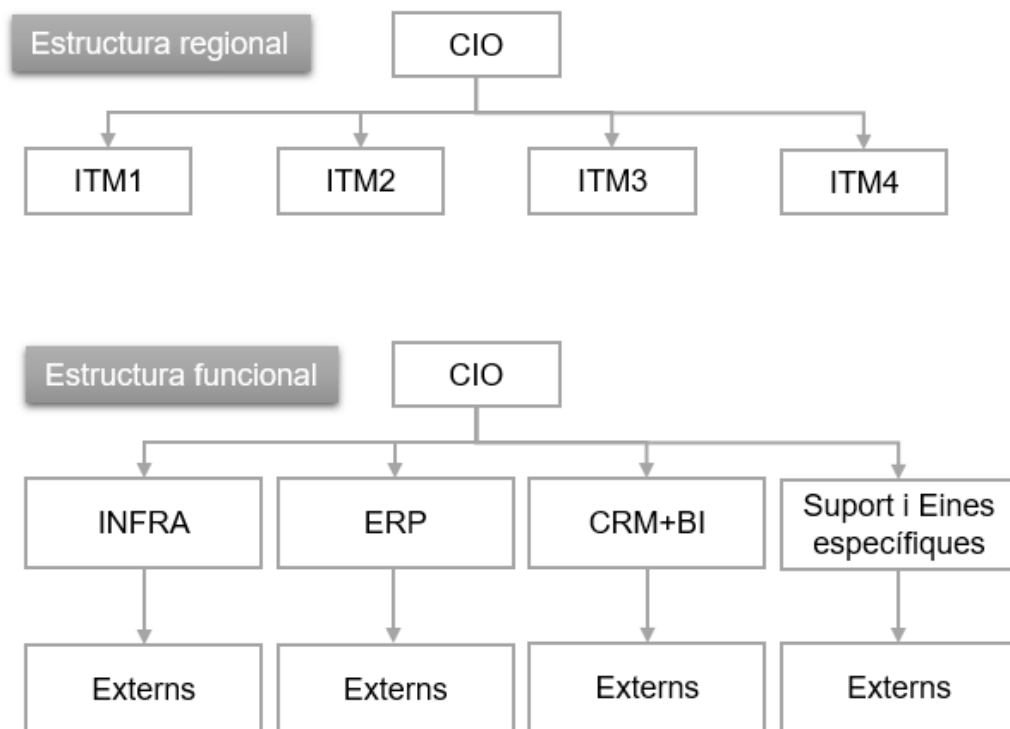 Estructura regional
CIO
ITM1
ITM2
ITM3
ITM4
Estructura funcional
CIO
INFRA
ERP
CRM+BI
Suport i Eines
específiques
Externs
Externs
Externs
Externs